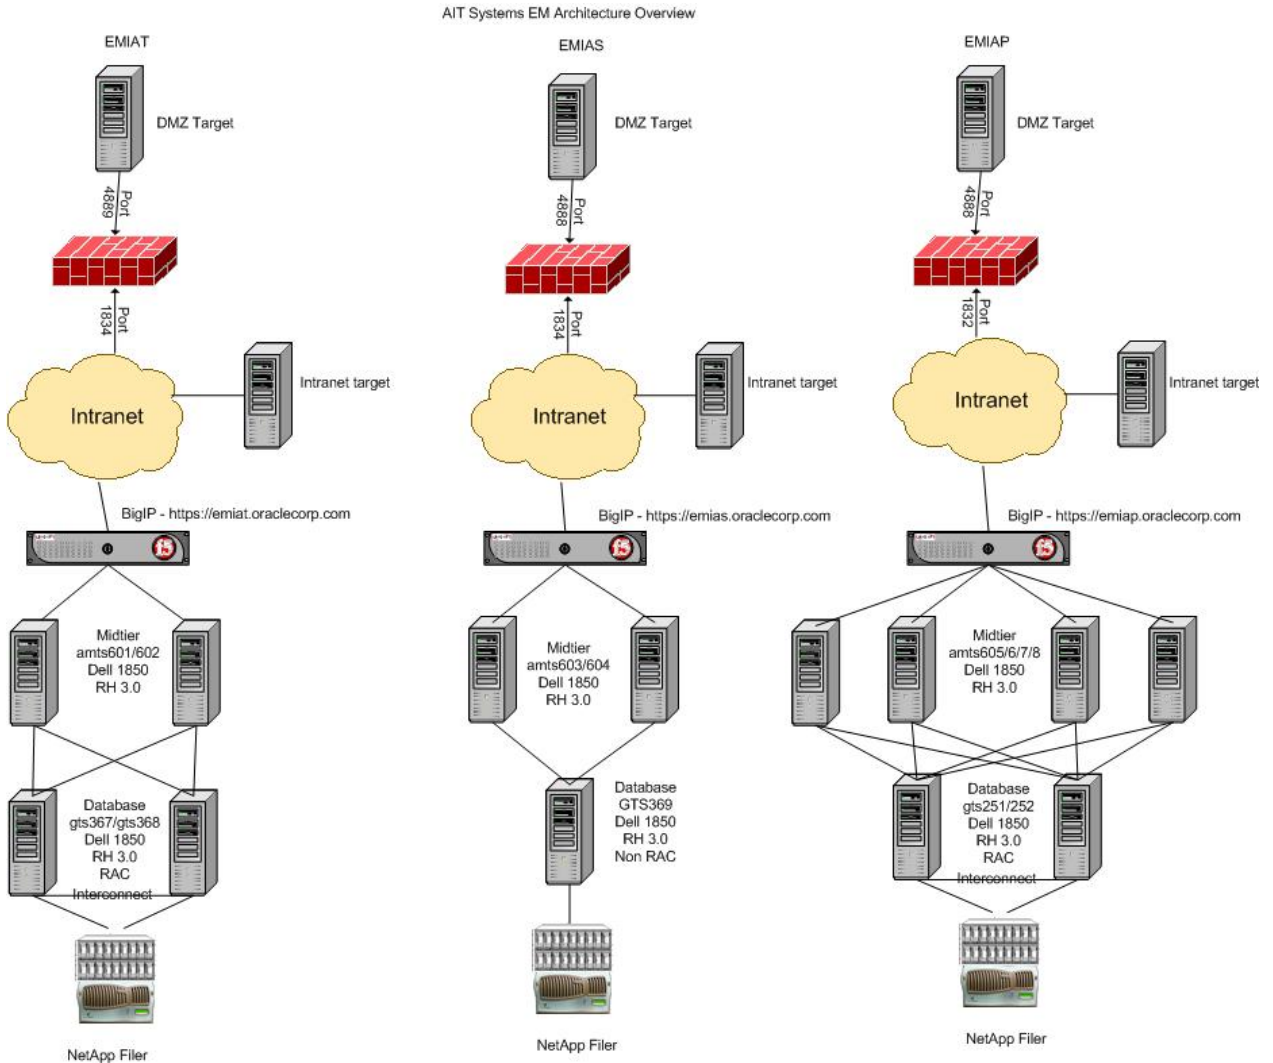 AIT Systems EM Architecture Overview
EMIAT
DMZ Target
Port
4889
Port
1834
Intranet
Intranet target
BigIP - https://emiat.oraclecorp.com
f5
Midtier
amts601/602
Dell 1850
RH 3.0
Database
gts367/gts368
Dell 1850
RH 3.0
RAC
Interconnect
NetApp Filer
EMIAS
DMZ Target
Port
4888
Port
1834
Intranet
Intranet target
BigIP - https://emias.oraclecorp.com
f5
Midtier
amts603/604
Dell 1850
RH 3.0
Database
GTS369
Dell 1850
RH 3.0
Non RAC
NetApp Filer
EMIAP
DMZ Target
Port
4888
Port
1832
Intranet
Intranet target
BigIP - https://emiap.oraclecorp.com
f5
Midtier
amts605/6/7/8
Dell 1850
RH 3.0
Database
gts251/252
Dell 1850
RH 3.0
RAC
Interconnect
NetApp Filer